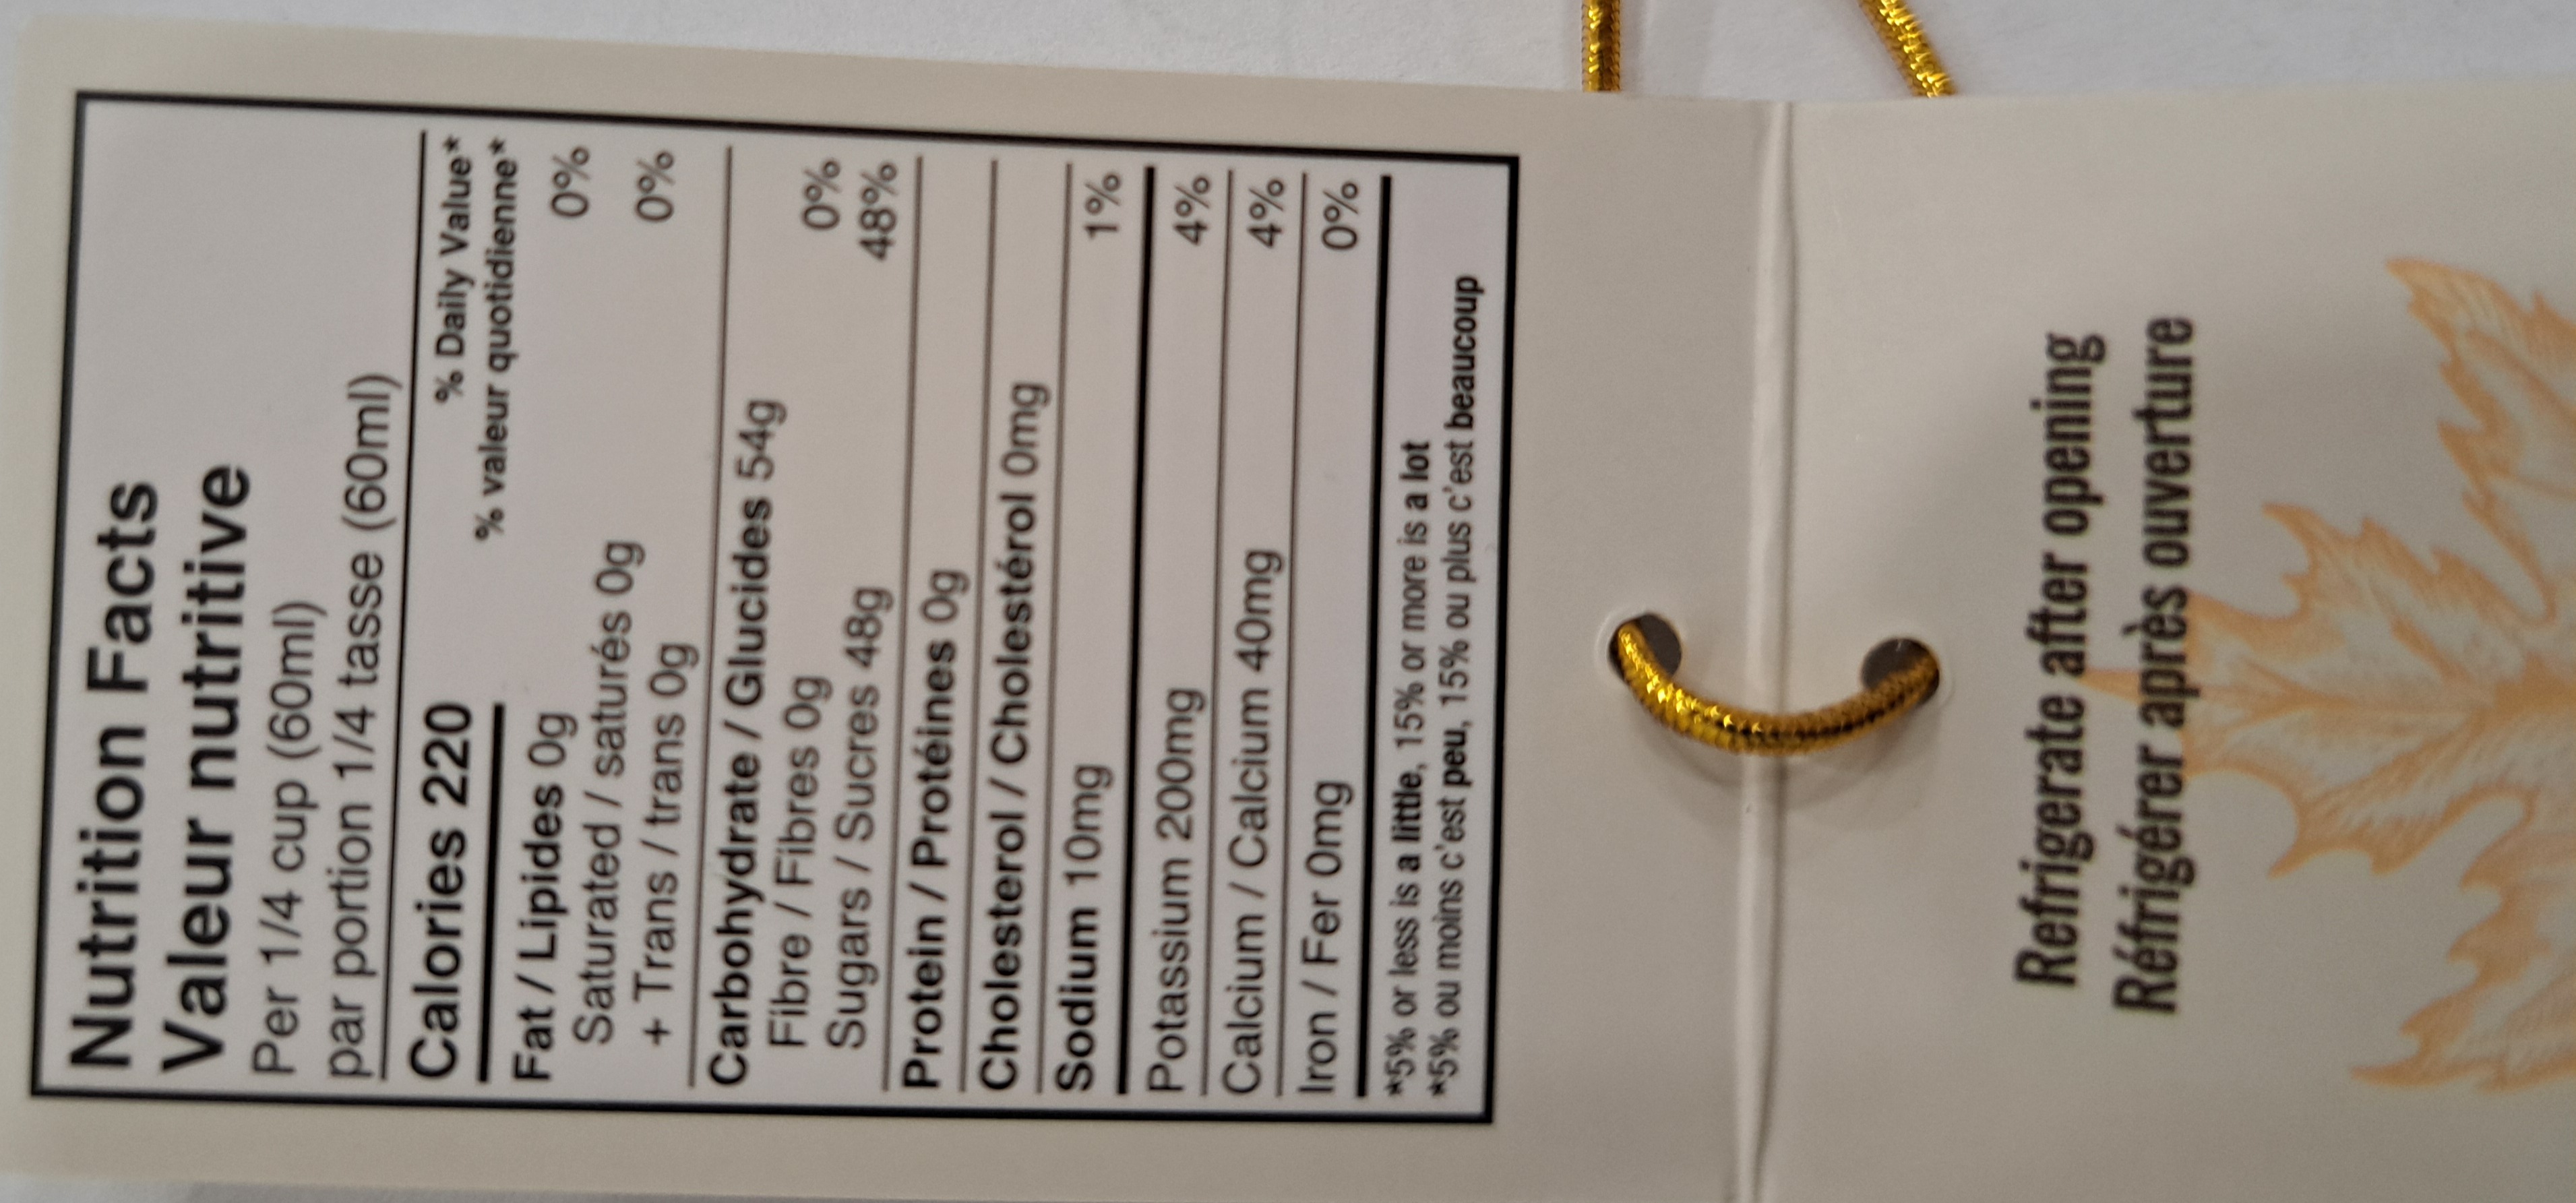 Nutrition Facts
Valeur nutritive
Per 1/4 cup (60ml)
par portion 1/4 tasse (60ml)
Calories 220
% Daily Value*
% valeur quotidienne*
Fat / Lipides 0g 0%
Saturated / saturés 0g
+ Trans / trans 0g 0%
Carbohydrate / Glucides 54g
Fibre / Fibres 0g 0%
Sugars / Sucres 48g 48%
Protein / Protéines 0g
Cholesterol / Cholestérol 0mg
Sodium 10mg 1%
Potassium 200mg 4%
Calcium / Calcium 40mg 4%
Iron / Fer 0mg 0%
*5% or less is a little, 15% or more is a lot
*5% ou moins c'est peu, 15% ou plus c'est beaucoup
Refrigerate after opening
Réfrigérer après ouverture